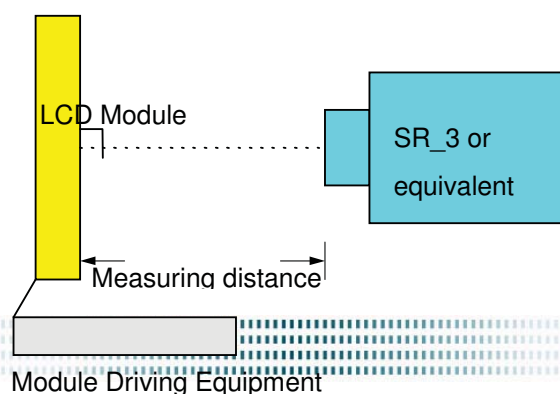 LCD Module
SR_3 or
equivalent
Measuring distance
Module Driving Equipment